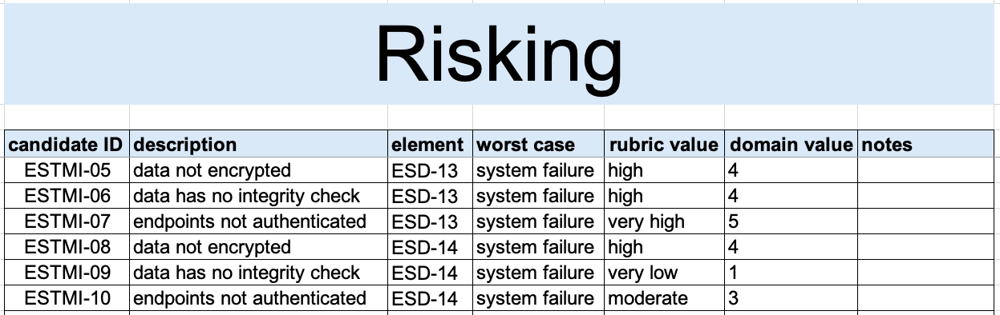 Risking
candidate ID description element worst case rubric value domain value notes
ESTMI-05 data not encrypted ESD-13 system failure high 4
ESTMI-06 data has no integrity check ESD-13 system failure high 4
ESTMI-07 endpoints not authenticated ESD-13 system failure very high 5
ESTMI-08 data not encrypted ESD-14 system failure high 4
ESTMI-09 data has no integrity check ESD-14 system failure very low 1
ESTMI-10 endpoints not authenticated ESD-14 system failure moderate 3